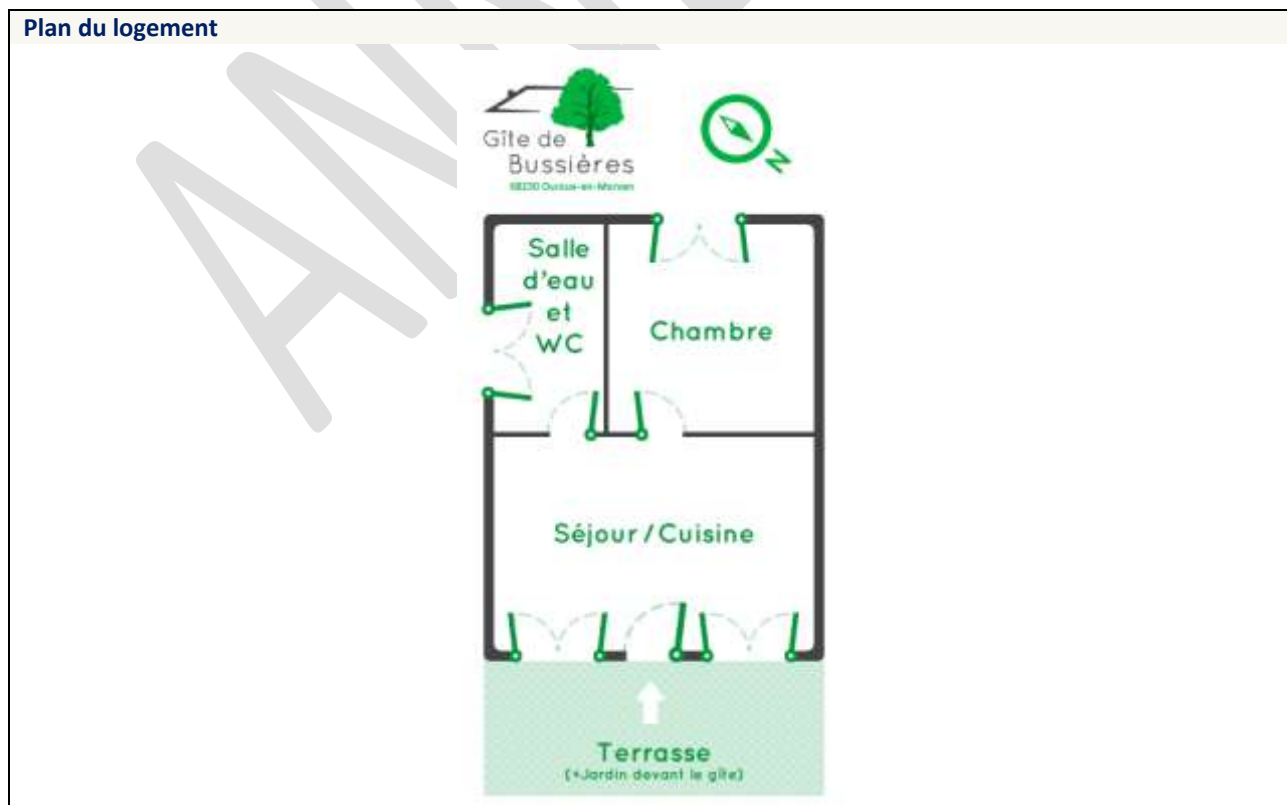 Plan du logement
Gîte de
Bussières
N
Salle
d'eau
et
WC
Chambre
Séjour / Cuisine
Terrasse
(+Jardin devant le gîte)